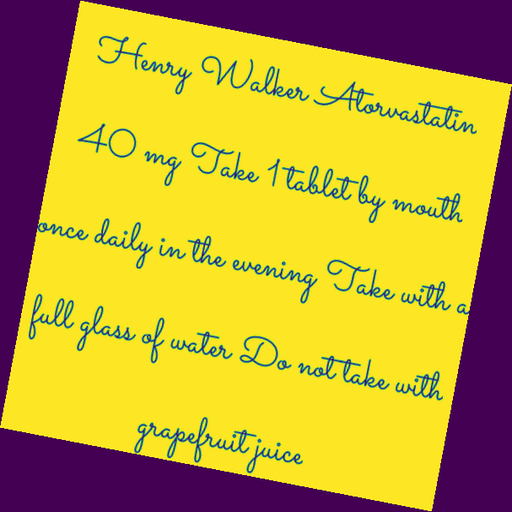 Henry Walker Atorvastatin
40 mg Take 1 tablet by mouth
once daily in the evening Take with a
full glass of water Do not take with
grapefruit juice